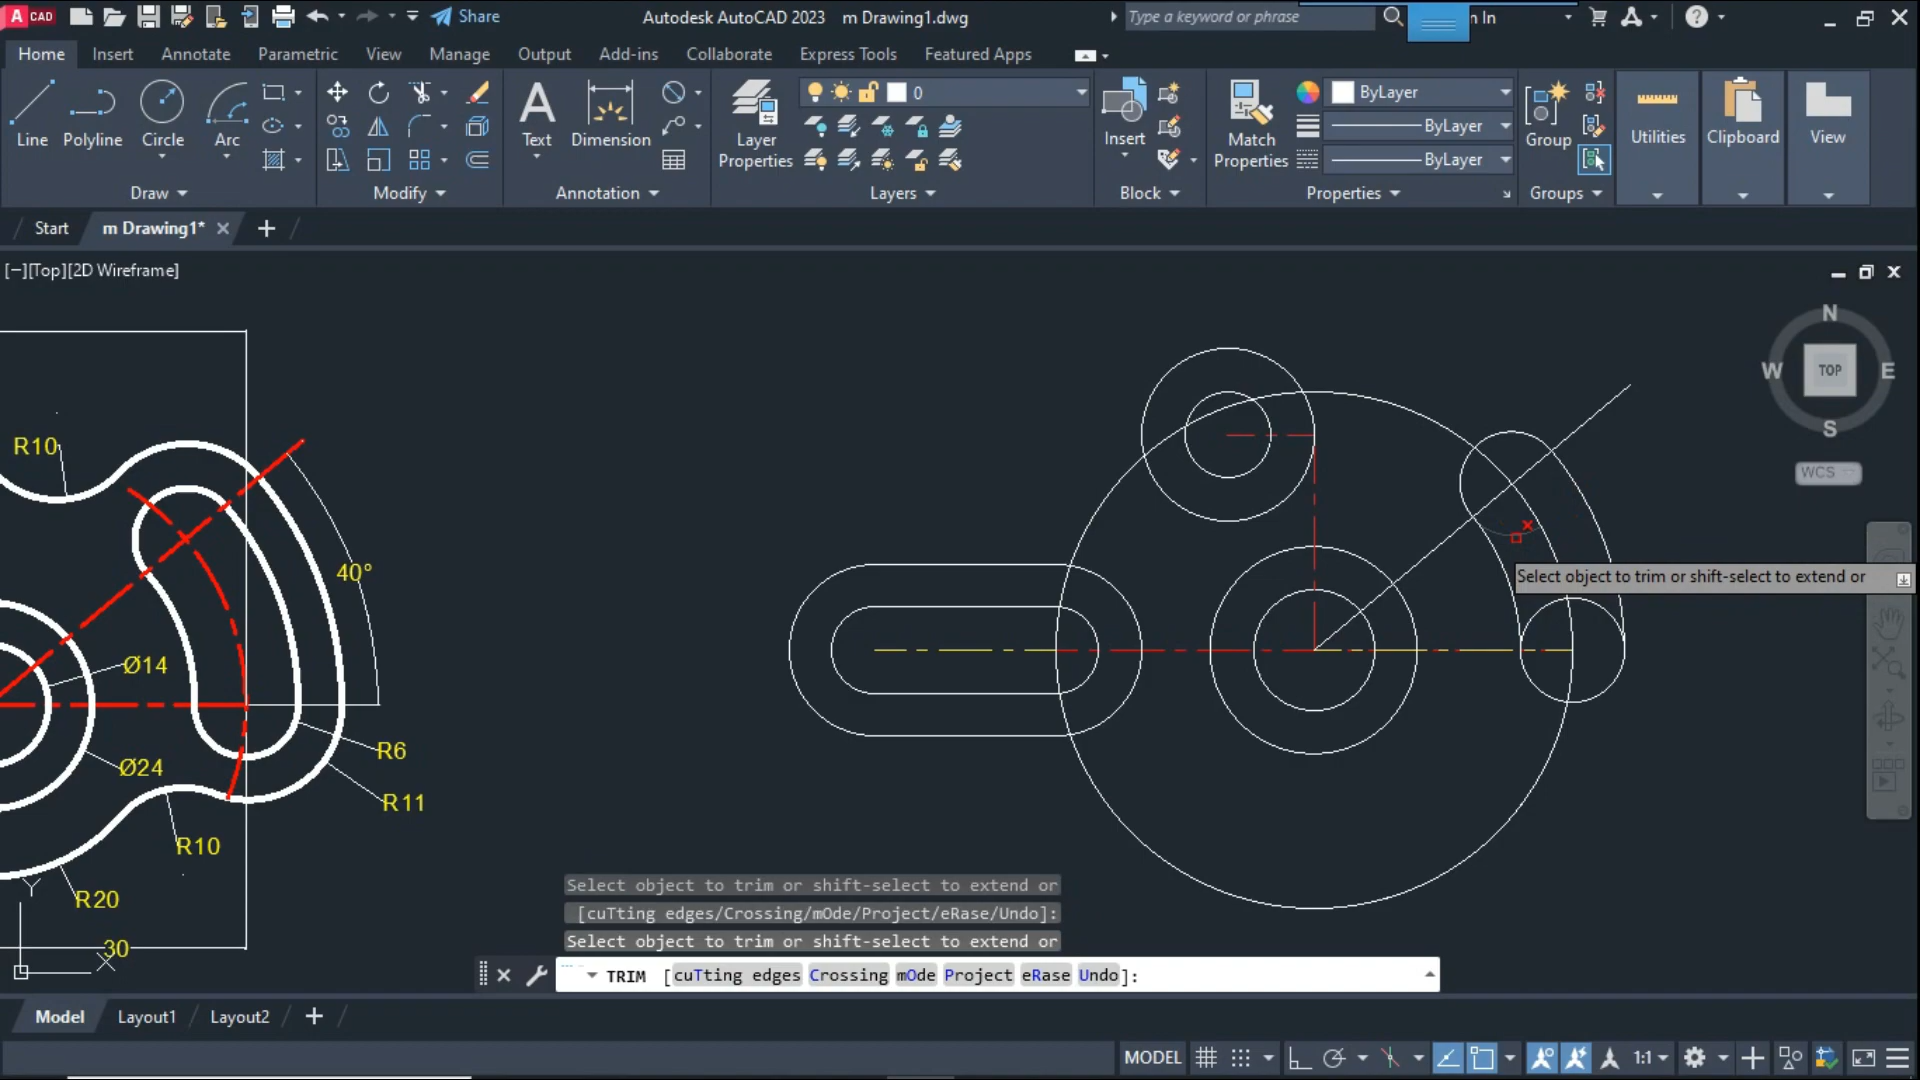 CAD
Share
Autodesk AutoCAD 2023 m Drawing1.dwg
Type a keyword or phrase
n In
Home Insert Annotate Parametric View Manage Output Add-ins Collaborate Express Tools Featured Apps
Line Polyline Circle Arc
Text Dimension
Layer Properties
0
Insert
Match Properties
ByLayer
ByLayer
ByLayer
Group
Utilities Clipboard View
Draw Modify Annotation Layers Block Properties Groups
Start m Drawing1*
[−][Top][2D Wireframe]
N
W TOP E
S
WCS
R10
40°
Ø14
R6
Ø24
R11
R10
R20
30
Y
X
Select object to trim or shift-select to extend or
Select object to trim or shift-select to extend or
[cuTting edges/Crossing/mOde/Project/eRase/Undo]:
Select object to trim or shift-select to extend or
TRIM [cuTting edges Crossing mOde Project eRase Undo]:
Model Layout1 Layout2
MODEL
1:1